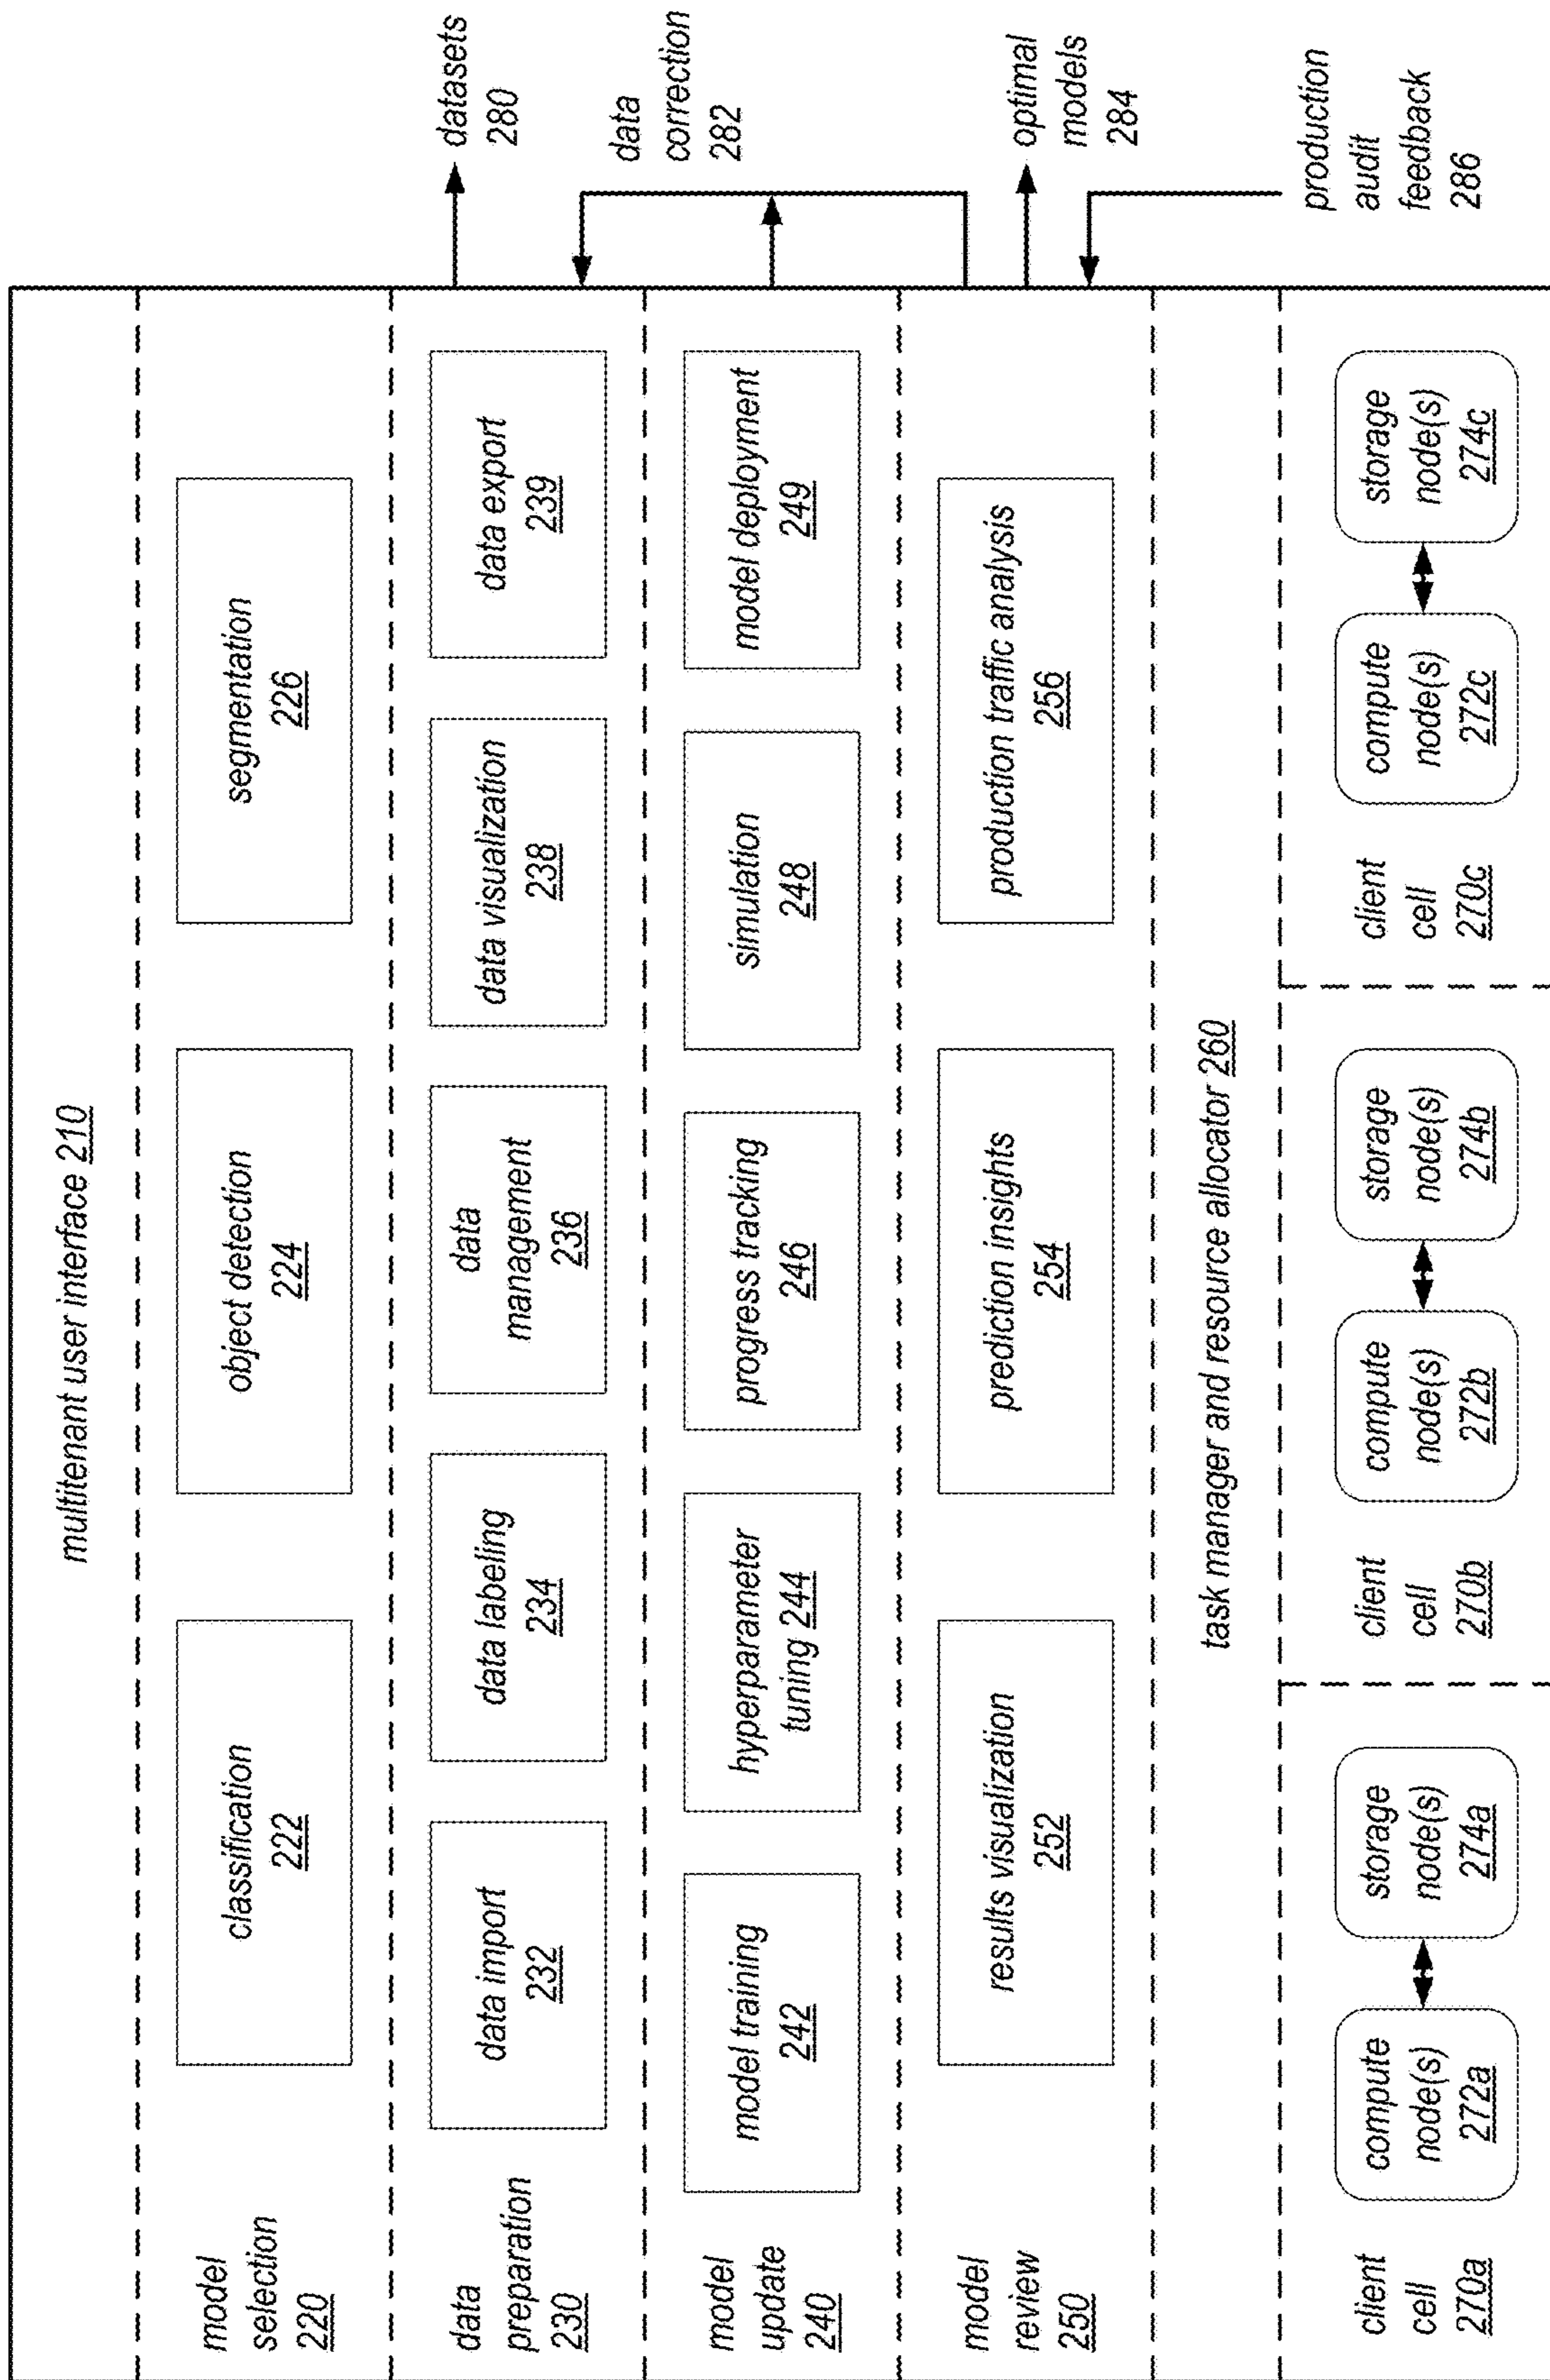 multitenant user interface 210
model
selection
220
classification
222
object detection
224
segmentation
226
data
preparation
230
data import
232
data labeling
234
data
management
236
data visualization
238
data export
239
model
update
240
model training
242
hyperparameter
tuning 244
progress tracking
246
simulation
248
model deployment
249
model
review
250
results visualization
252
prediction insights
254
production traffic analysis
256
task manager and resource allocator 260
client
cell
270a
compute
node(s)
272a
storage
node(s)
274a
client
cell
270b
compute
node(s)
272b
storage
node(s)
274b
client
cell
270c
compute
node(s)
272c
storage
node(s)
274c
datasets
280
data
correction
282
optimal
models
284
production
audit
feedback
286